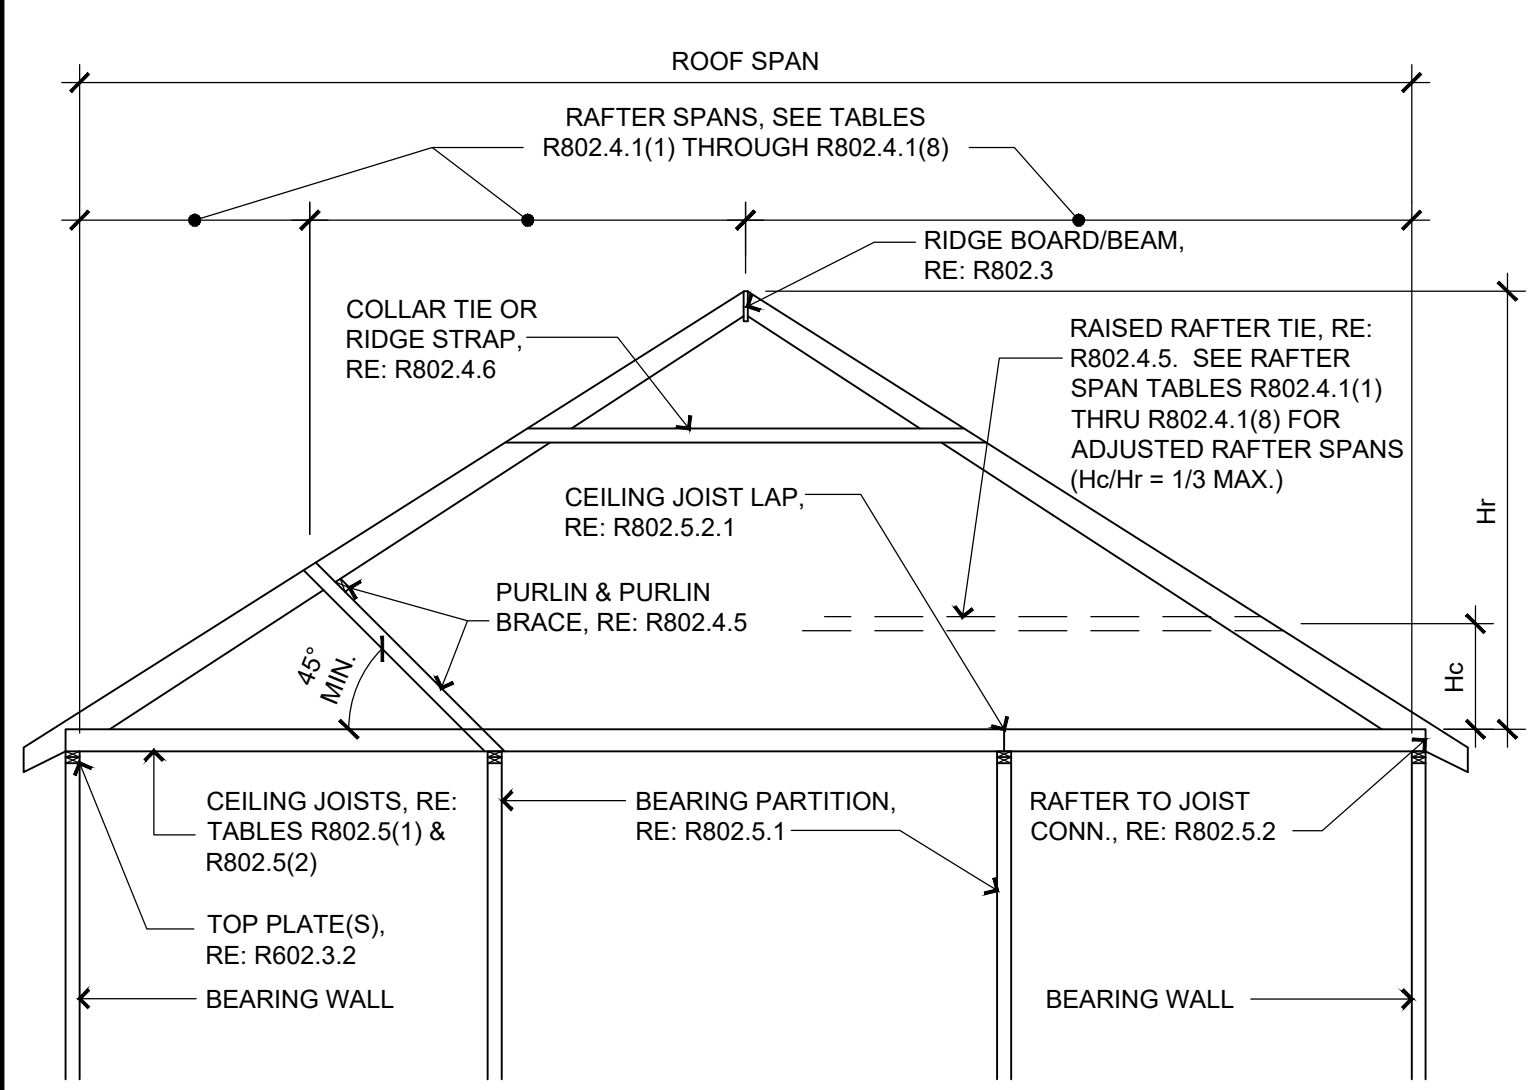 ROOF SPAN
RAFTER SPANS, SEE TABLES
R802.4.1(1) THROUGH R802.4.1(8)
RIDGE BOARD/BEAM,
RE: R802.3
COLLAR TIE OR
RIDGE STRAP,
RE: R802.4.6
RAISED RAFTER TIE, RE:
R802.4.5. SEE RAFTER
SPAN TABLES R802.4.1(1)
THRU R802.4.1(8) FOR
ADJUSTED RAFTER SPANS
(Hc/Hr = 1/3 MAX.)
CEILING JOIST LAP,
RE: R802.5.2.1
Hr
PURLIN & PURLIN
BRACE, RE: R802.4.5
45°
MIN.
Hc
CEILING JOISTS, RE:
TABLES R802.5(1) &
R802.5(2)
BEARING PARTITION,
RE: R802.5.1
RAFTER TO JOIST
CONN., RE: R802.5.2
TOP PLATE(S),
RE: R602.3.2
BEARING WALL
BEARING WALL